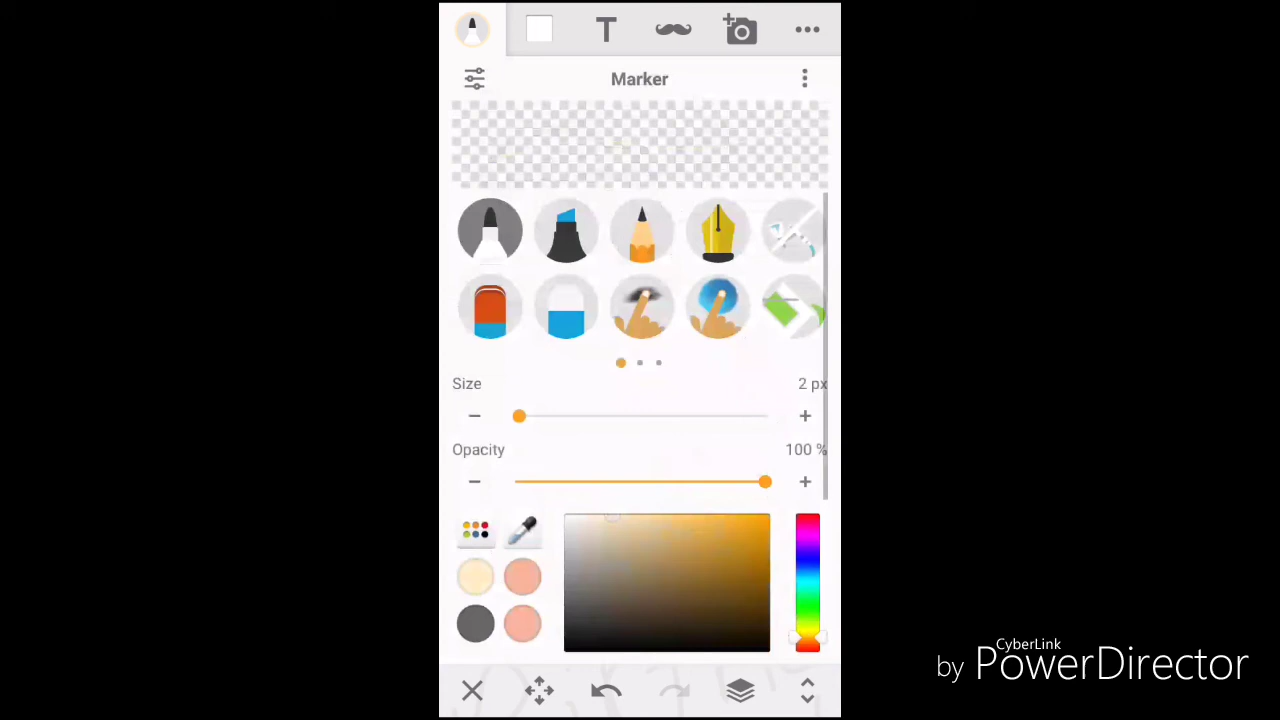 T
Marker
Size 2 px
Opacity 100 %
CyberLink
by PowerDirector